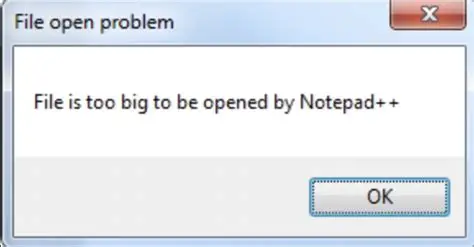 File open problem
File is too big to be opened by Notepad++
OK